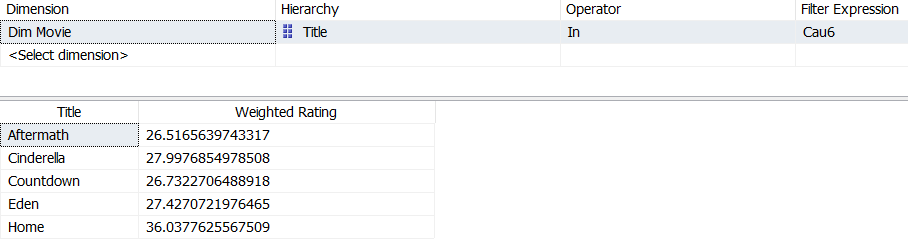 Dimension Hierarchy Operator Filter Expression
Dim Movie Title In Cau6
<Select dimension>
Title Weighted Rating
Aftermath 26.5165639743317
Cinderella 27.9976854978508
Countdown 26.7322706488918
Eden 27.4270721976465
Home 36.0377625567509